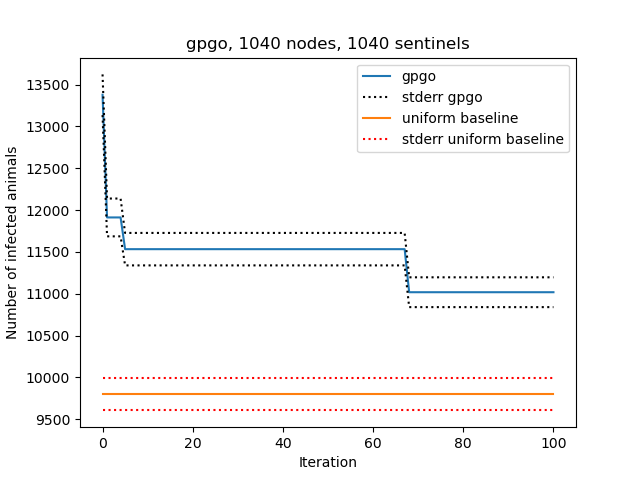 gpgo, 1040 nodes, 1040 sentinels
gpgo
stderr gpgo
uniform baseline
stderr uniform baseline
Number of infected animals
13500
13000
12500
12000
11500
11000
10500
10000
9500
0 20 40 60 80 100
Iteration